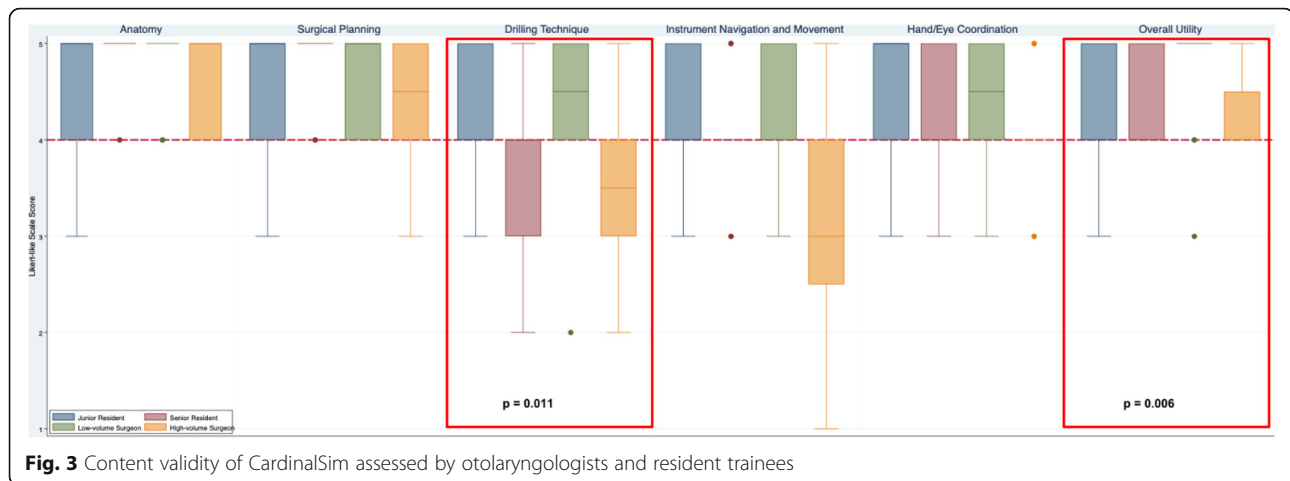 Anatomy Surgical Planning Drilling Technique Instrument Navigation and Movement Hand/Eye Coordination Overall Utility
5
4
3
2
1
Likert-like Scale Score
p = 0.011 p = 0.006
Junior Resident Senior Resident
Low-volume Surgeon High-volume Surgeon
Fig. 3 Content validity of CardinalSim assessed by otolaryngologists and resident trainees